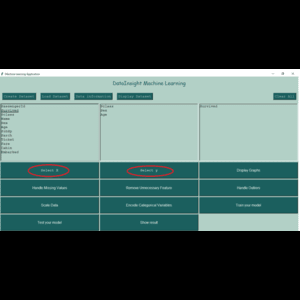 Machine Learning Application
DataInsight Machine Learning
Choose Dataset
Load Dataset
Data Information
Display Dataset
Clear All
PassengerId
Survived
Pclass
Name
Sex
Age
SibSp
Parch
Ticket
Fare
Cabin
Embarked
Pclass
Sex
Age
Survived
Select X
Select y
Display Graphs
Handle Missing Values
Remove Unnecessary Feature
Handle Outliers
Scale Data
Encode Categorical Variables
Train your model
Test your model
Show result